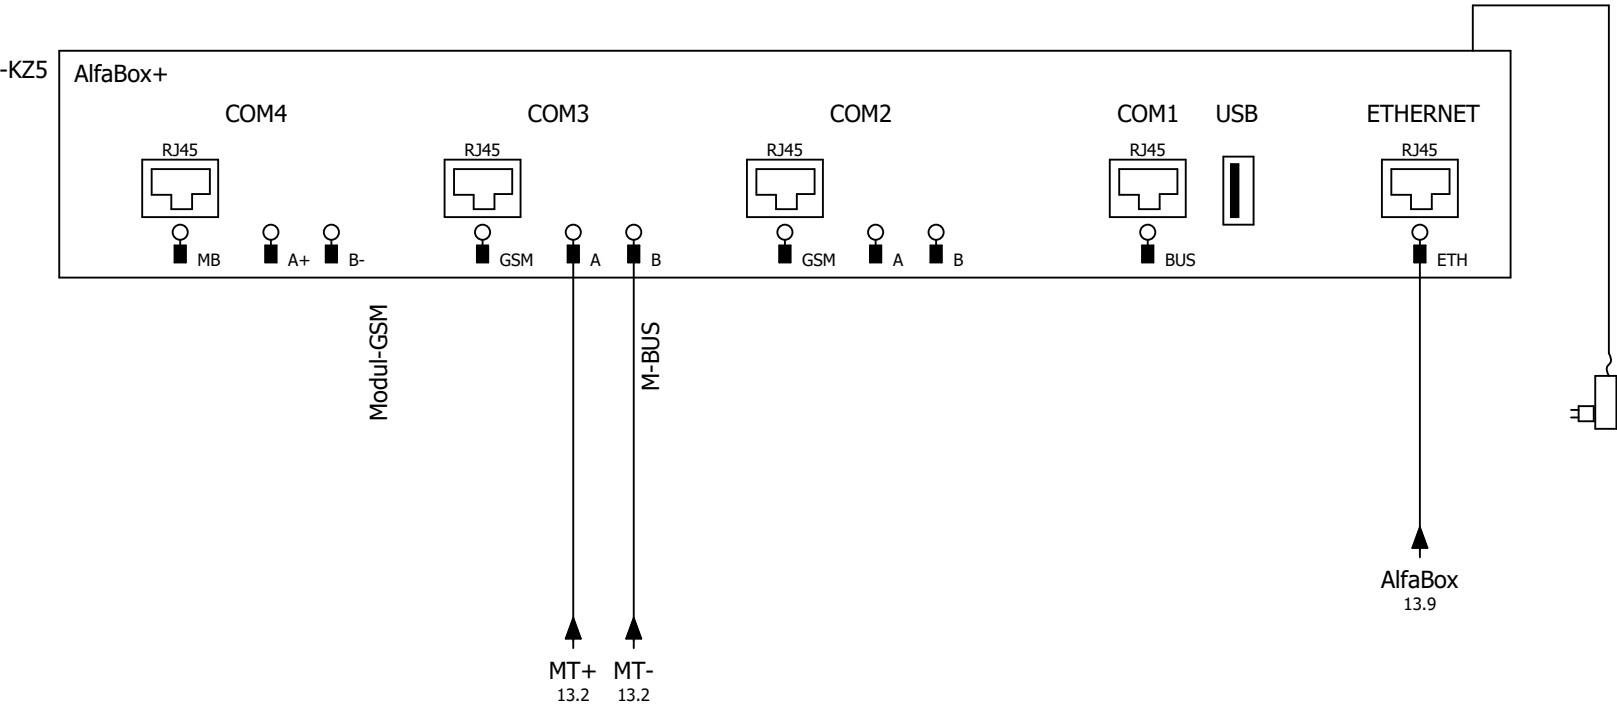 -KZ5
AlfaBox+
COM4 COM3 COM2 COM1 USB ETHERNET
RJ45 RJ45 RJ45 RJ45 RJ45
MB A+ B- GSM A B GSM A B BUS ETH
Modul-GSM
M-BUS
AlfaBox
13.9
MT+ MT-
13.2 13.2